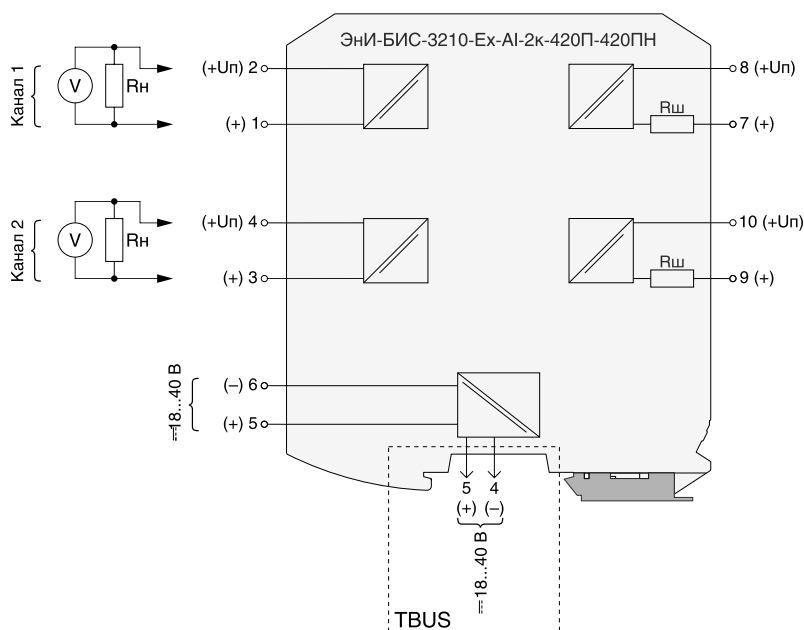 ЭнИ-БИС-3210-Ex-AI-2к-420П-420ПН
Канал 1
V
Rн
(+Uп) 2
(+) 1
8 (+Uп)
Rш
7 (+)
Канал 2
V
Rн
(+Uп) 4
(+) 3
10 (+Uп)
Rш
9 (+)
18...40 В
(–) 6
(+) 5
5 4
(+) (–)
18...40 В
TBUS